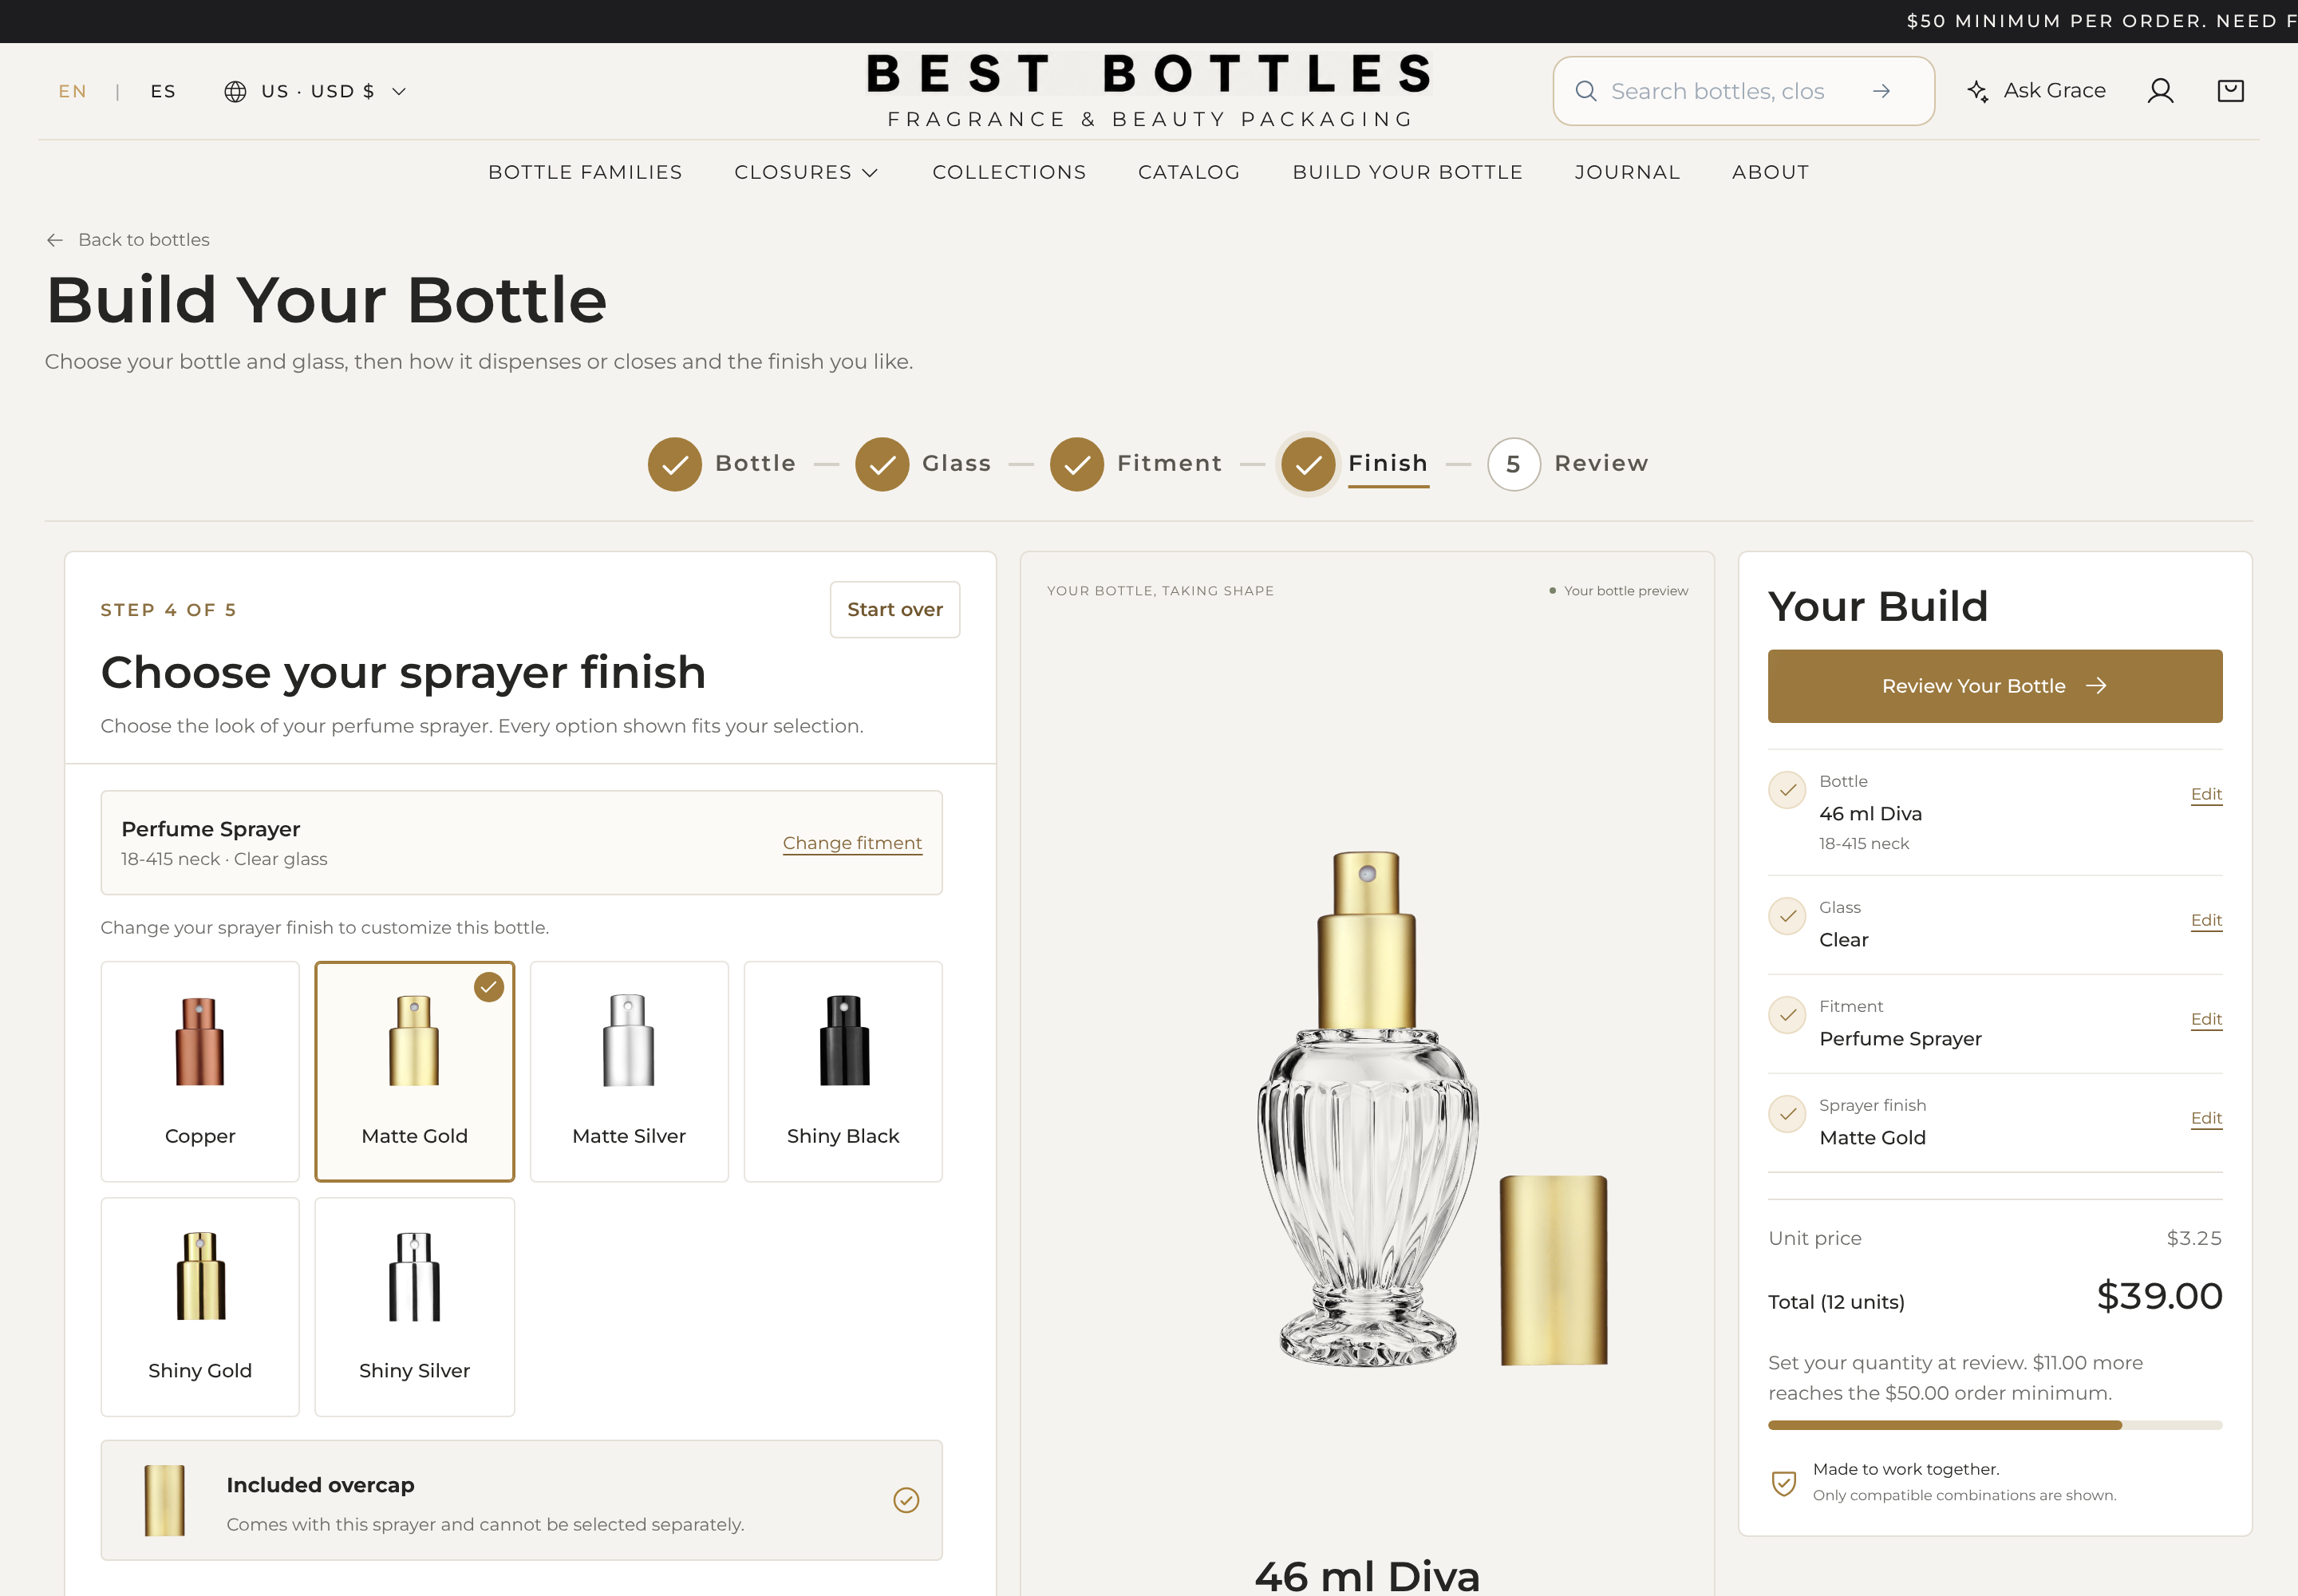 $50 MINIMUM PER ORDER. NEED
EN | ES US · USD $
BEST BOTTLES
FRAGRANCE & BEAUTY PACKAGING
Search bottles, clos
Ask Grace
BOTTLE FAMILIES CLOSURES COLLECTIONS CATALOG BUILD YOUR BOTTLE JOURNAL ABOUT
Back to bottles
Build Your Bottle
Choose your bottle and glass, then how it dispenses or closes and the finish you like.
Bottle Glass Fitment Finish 5 Review
STEP 4 OF 5
Start over
Choose your sprayer finish
Choose the look of your perfume sprayer. Every option shown fits your selection.
Perfume Sprayer
18-415 neck · Clear glass
Change fitment
Change your sprayer finish to customize this bottle.
Copper
Matte Gold
Matte Silver
Shiny Black
Shiny Gold
Shiny Silver
Included overcap
Comes with this sprayer and cannot be selected separately.
YOUR BOTTLE, TAKING SHAPE
Your bottle preview
46 ml Diva
Your Build
Review Your Bottle
Bottle
46 ml Diva
18-415 neck
Edit
Glass
Clear
Edit
Fitment
Perfume Sprayer
Edit
Sprayer finish
Matte Gold
Edit
Unit price $3.25
Total (12 units) $39.00
Set your quantity at review. $11.00 more
reaches the $50.00 order minimum.
Made to work together.
Only compatible combinations are shown.